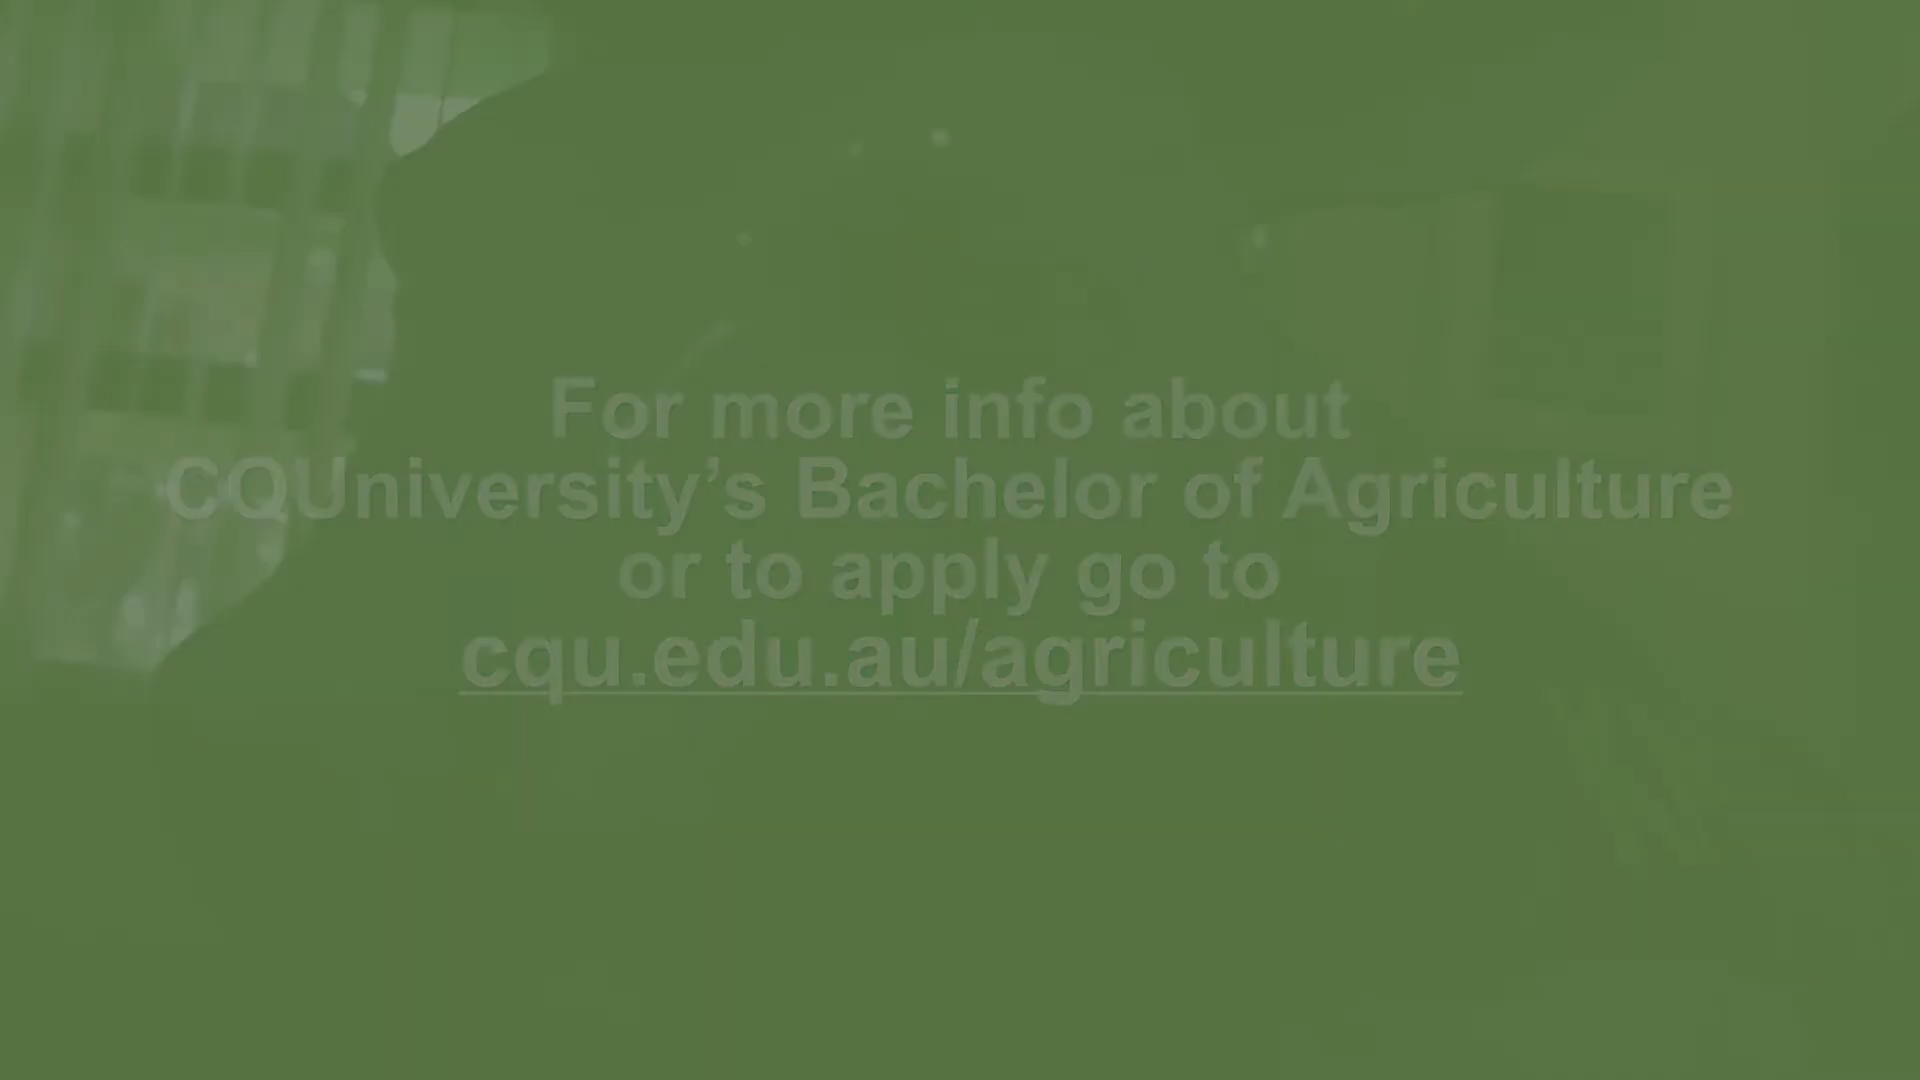 For more info about
CQUniversity’s Bachelor of Agriculture
or to apply go to
cqu.edu.au/agriculture